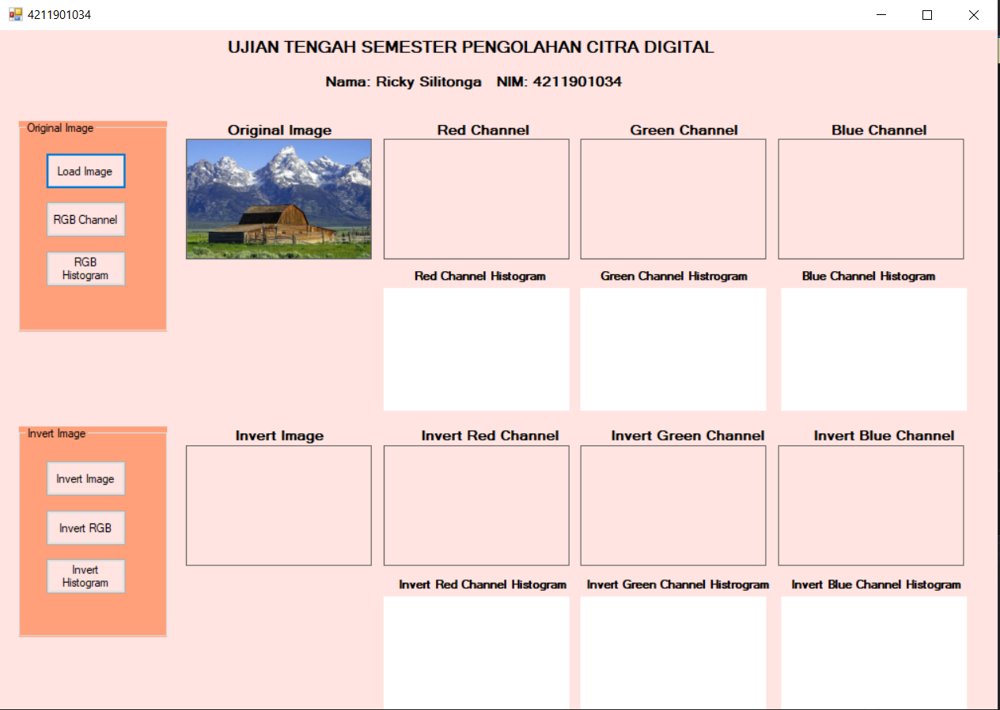 4211901034
UJIAN TENGAH SEMESTER PENGOLAHAN CITRA DIGITAL
Nama: Ricky Silitonga NIM: 4211901034
Original Image
Load Image
RGB Channel
RGB
Histogram
Original Image
Red Channel
Green Channel
Blue Channel
Red Channel Histogram
Green Channel Histrogram
Blue Channel Histogram
Invert Image
Invert Image
Invert RGB
Invert
Histogram
Invert Image
Invert Red Channel
Invert Green Channel
Invert Blue Channel
Invert Red Channel Histogram
Invert Green Channel Histrogram
Invert Blue Channel Histogram